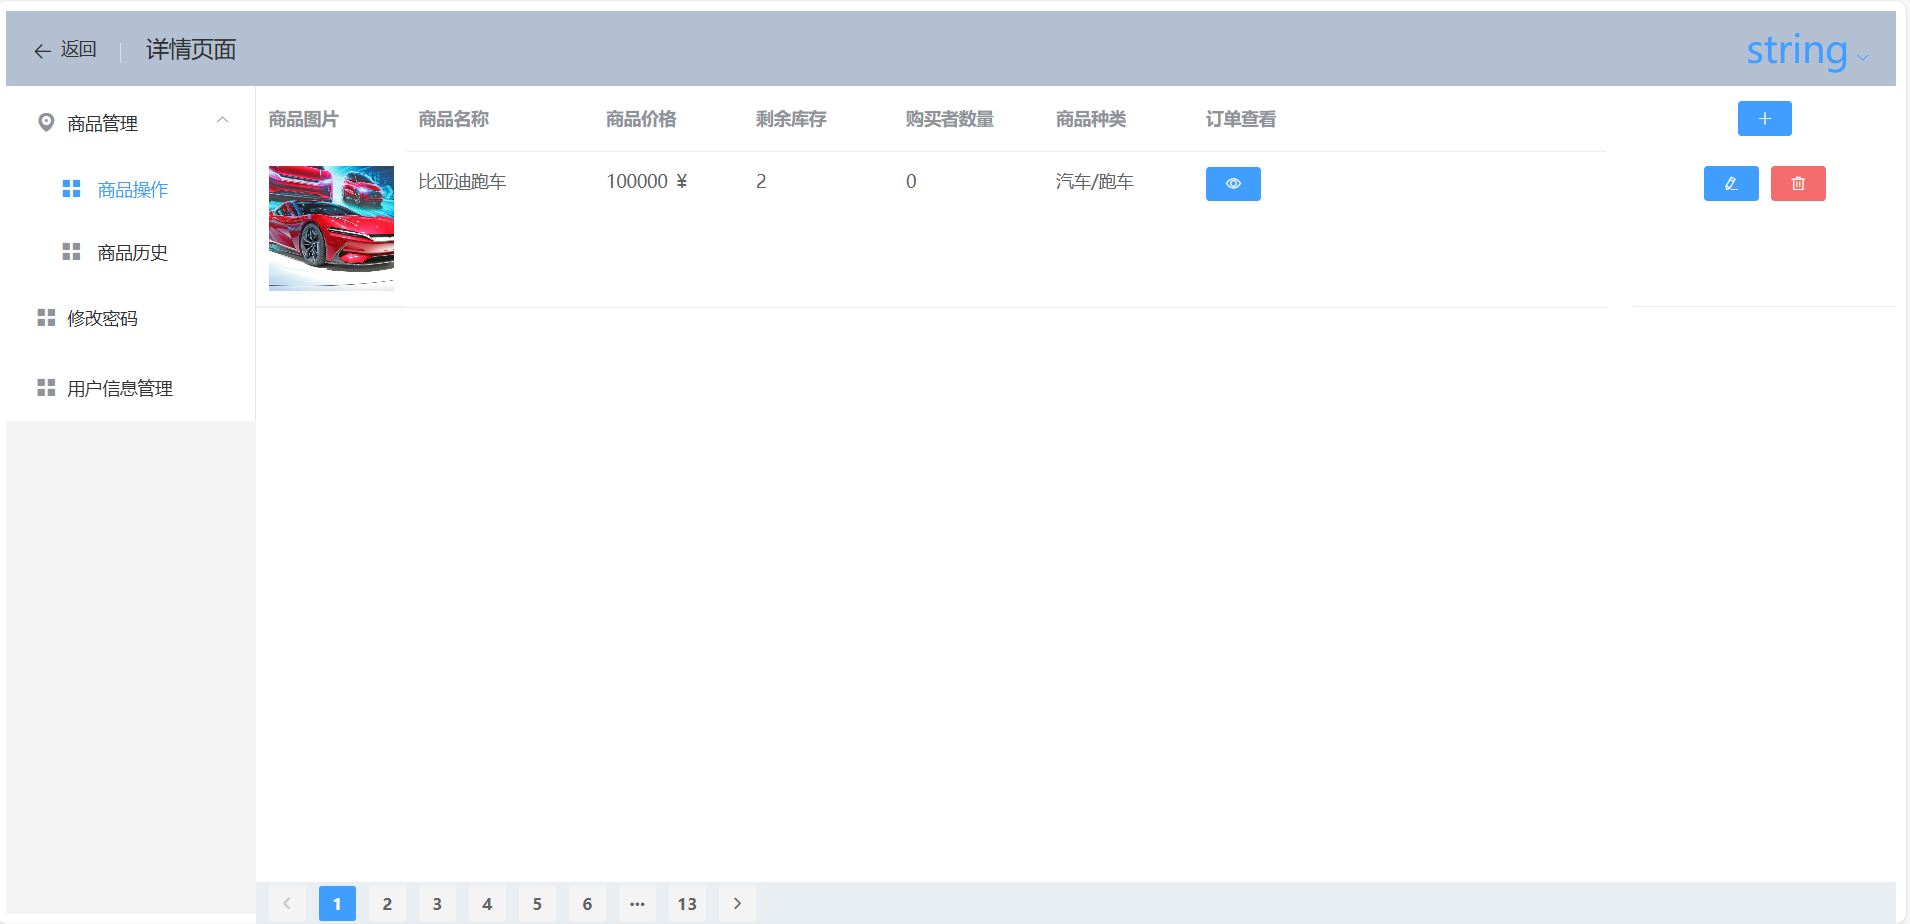 返回 详情页面 string
商品管理
商品操作
商品历史
修改密码
用户信息管理
商品图片 商品名称 商品价格 剩余库存 购买者数量 商品种类 订单查看
比亚迪跑车 100000 ¥ 2 0 汽车/跑车
1 2 3 4 5 6 ··· 13